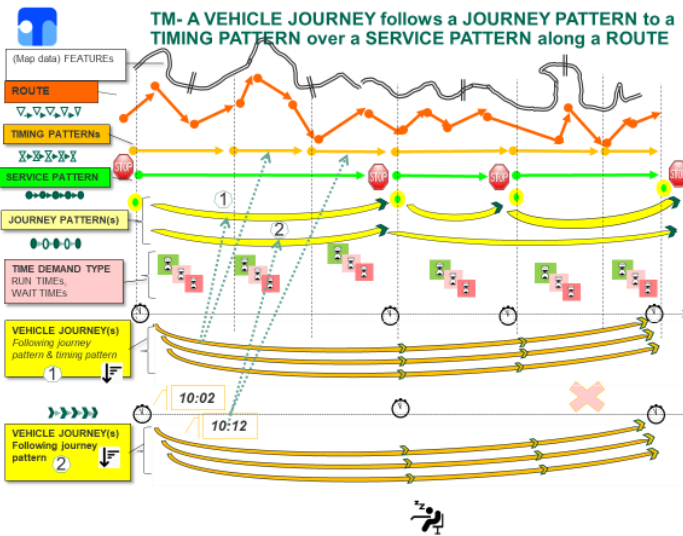 TM- A VEHICLE JOURNEY follows a JOURNEY PATTERN to a
TIMING PATTERN over a SERVICE PATTERN along a ROUTE
(Map data) FEATUREs
ROUTE
TIMING PATTERNs
STOP
STOP
STOP
STOP
SERVICE PATTERN
1
JOURNEY PATTERN(s)
2
TIME DEMAND TYPE
RUN TIMEs,
WAIT TIMEs
VEHICLE JOURNEY(s)
Following journey
pattern & timing pattern
1
10:02
10:12
VEHICLE JOURNEY(s)
Following journey
pattern
2
zz
z